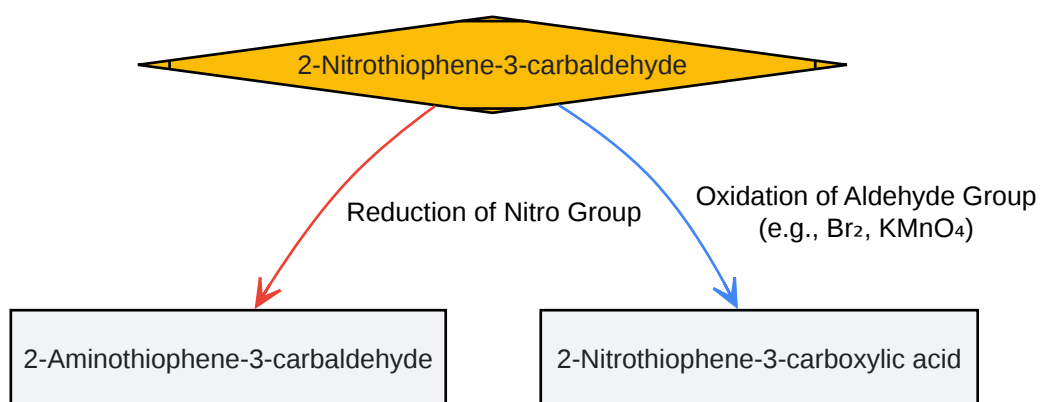 2-Nitrothiophene-3-carbaldehyde
Reduction of Nitro Group
Oxidation of Aldehyde Group
(e.g., Br₂, KMnO₄)
2-Aminothiophene-3-carbaldehyde
2-Nitrothiophene-3-carboxylic acid